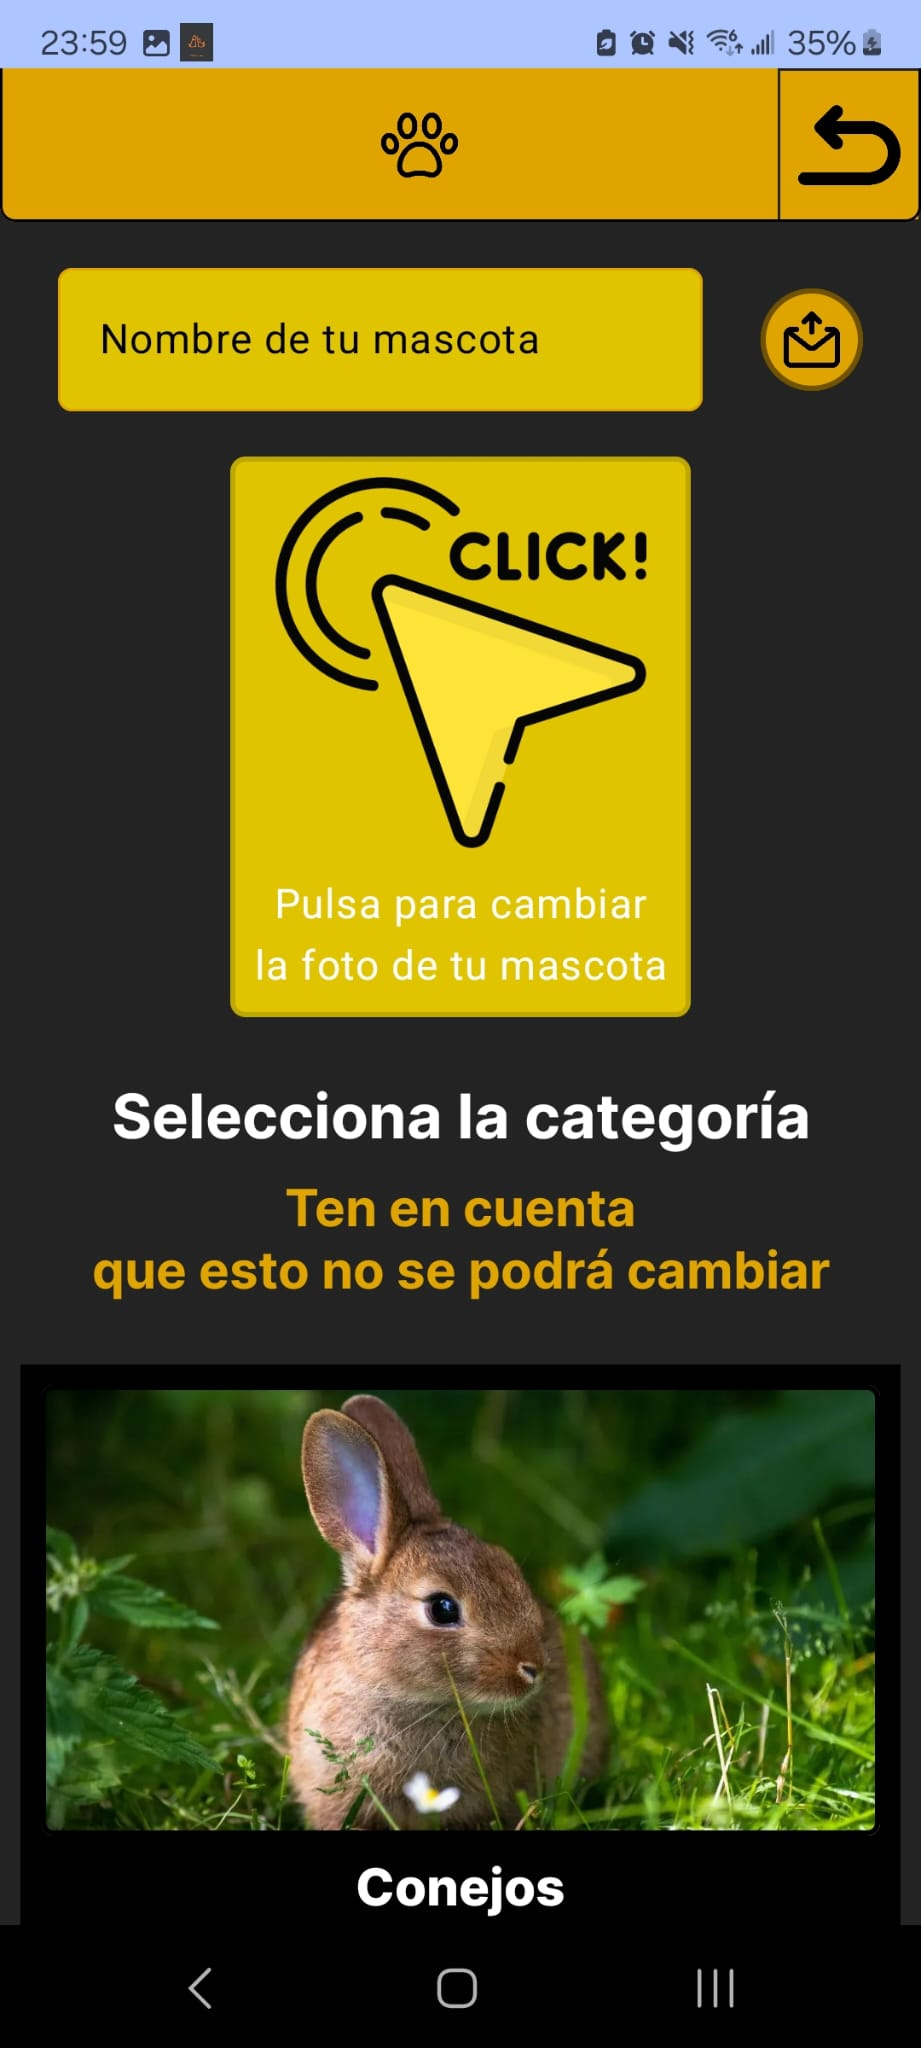 23:59
35%
Nombre de tu mascota
CLICK!
Pulsa para cambiar
la foto de tu mascota
Selecciona la categoría
Ten en cuenta
que esto no se podrá cambiar
Conejos